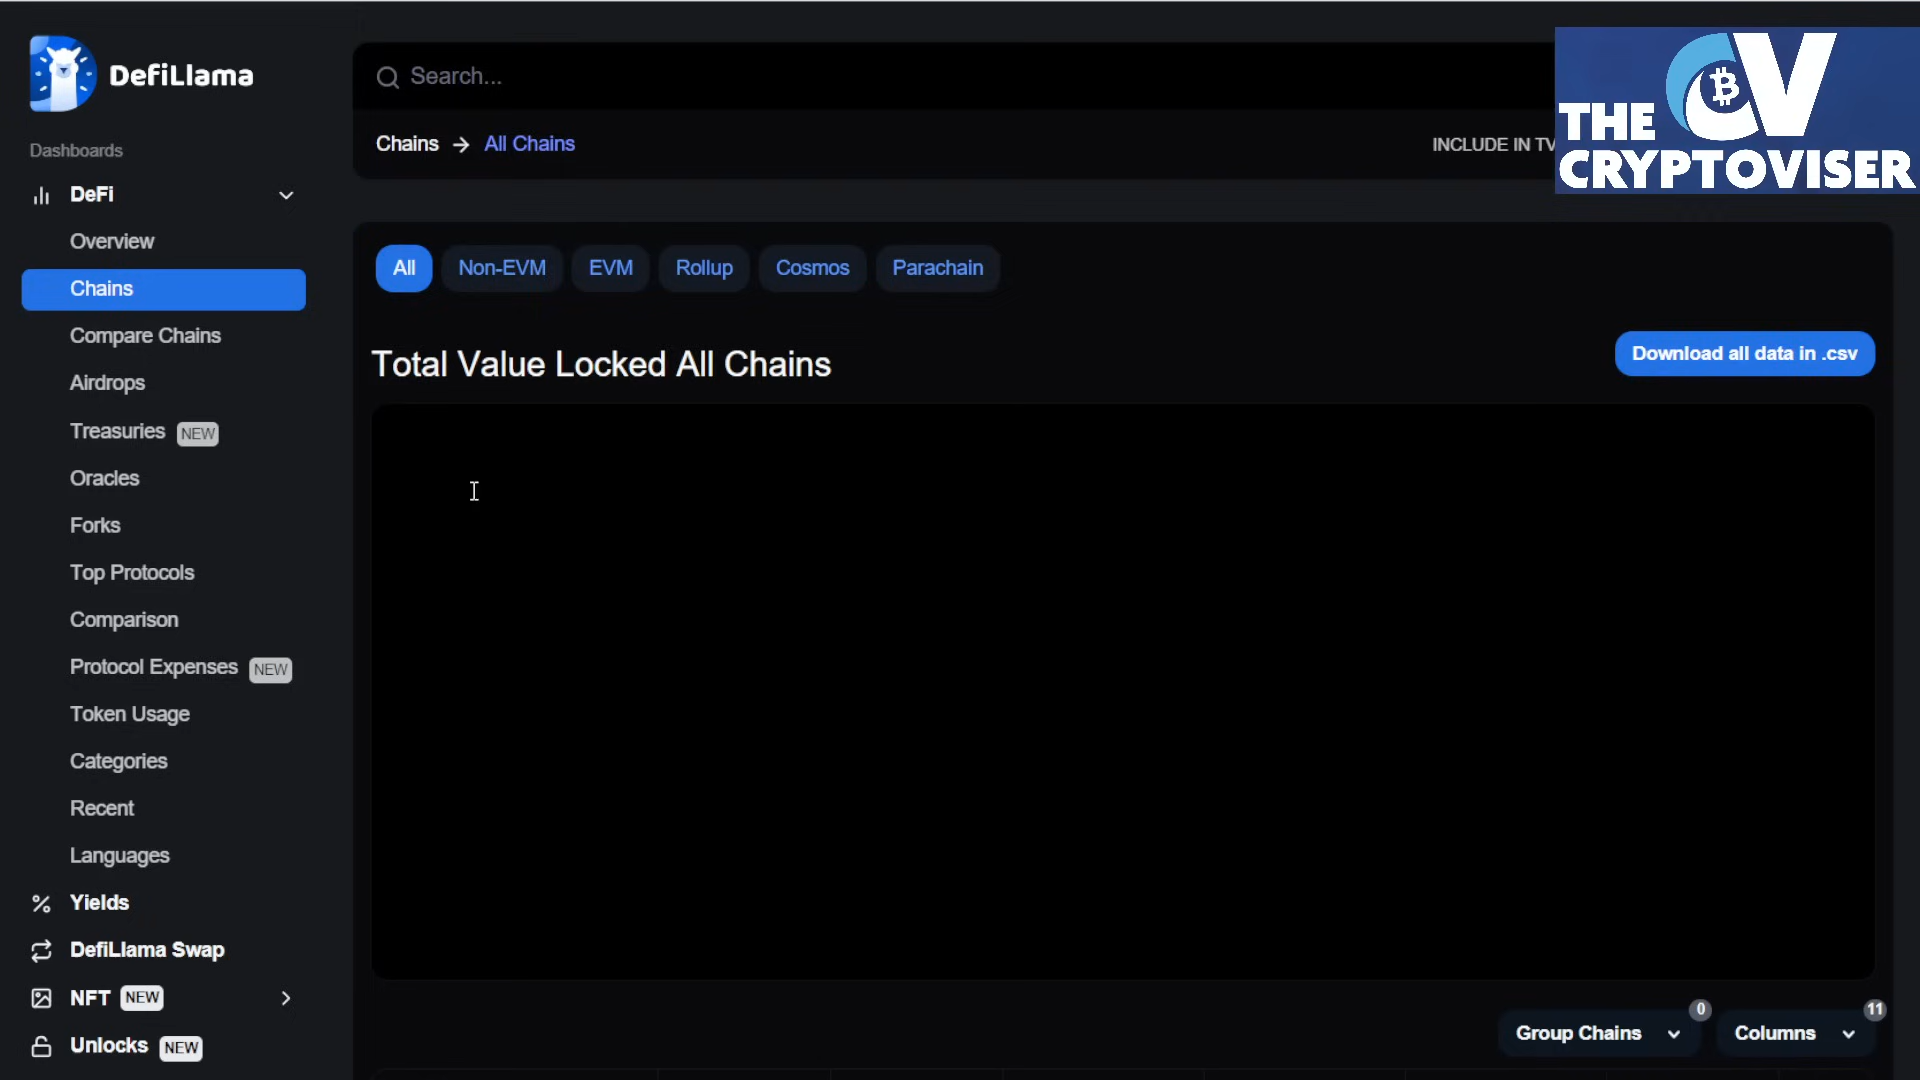 DefiLlama
Dashboards
DeFi
Overview
Chains
Compare Chains
Airdrops
Treasuries NEW
Oracles
Forks
Top Protocols
Comparison
Protocol Expenses NEW
Token Usage
Categories
Recent
Languages
Yields
DefiLlama Swap
NFT NEW
Unlocks NEW
Search...
Chains → All Chains
INCLUDE IN TV
THE CV
CRYPTOVISER
All Non-EVM EVM Rollup Cosmos Parachain
Total Value Locked All Chains
Download all data in .csv
Group Chains 0
Columns 11